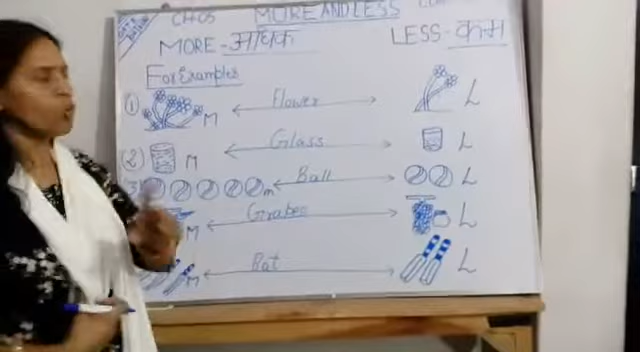 MORE AND LESS
MORE - अधिक
LESS - कम
For Examples
(1) M Flower L
(2) M Glass L
(3) m Ball L
M Grapes L
M Bat L